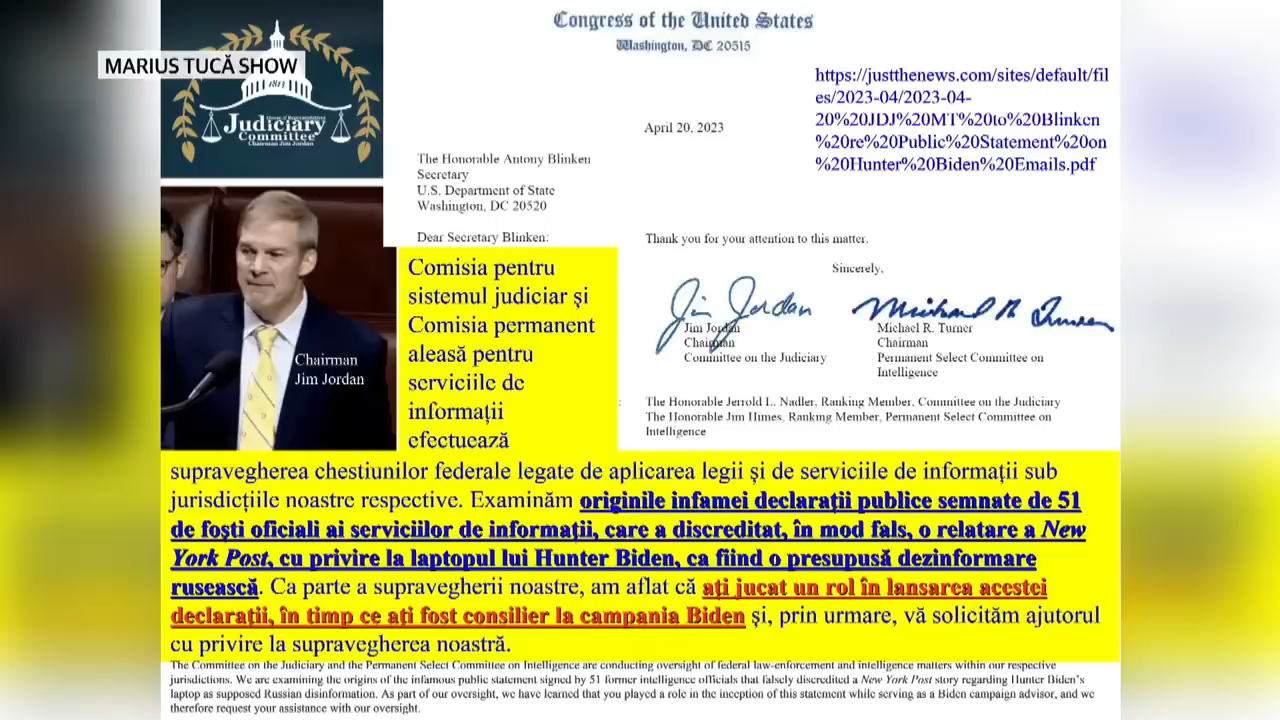 MARIUS TUCĂ SHOW
1813
House of Representatives
Judiciary
Committee
Chairman Jim Jordan
Congress of the United States
Washington, DC 20515
https://justthenews.com/sites/default/fil
es/2023-04/2023-04-
20%20JDJ%20MT%20to%20Blinken
%20re%20Public%20Statement%20on
%20Hunter%20Biden%20Emails.pdf
April 20, 2023
The Honorable Antony Blinken
Secretary
U.S. Department of State
Washington, DC 20520
Dear Secretary Blinken:
Thank you for your attention to this matter.
Sincerely,
Jim Jordan
Michael R. Turner
Jim Jordan
Chairman
Committee on the Judiciary
Michael R. Turner
Chairman
Permanent Select Committee on
Intelligence
The Honorable Jerrold L. Nadler, Ranking Member, Committee on the Judiciary
The Honorable Jim Himes, Ranking Member, Permanent Select Committee on
Intelligence
Chairman
Jim Jordan
Comisia pentru
sistemul judiciar și
Comisia permanent
aleasă pentru
serviciile de
informații
efectuează
supravegherea chestiunilor federale legate de aplicarea legii și de serviciile de informații sub
jurisdicțiile noastre respective. Examinăm originile infamei declarații publice semnate de 51
de foști oficiali ai serviciilor de informații, care a discreditat, în mod fals, o relatare a New
York Post, cu privire la laptopul lui Hunter Biden, ca fiind o presupusă dezinformare
rusească. Ca parte a supravegherii noastre, am aflat că ați jucat un rol în lansarea acestei
declarații, în timp ce ați fost consilier la campania Biden și, prin urmare, vă solicităm ajutorul
cu privire la supravegherea noastră.
The Committee on the Judiciary and the Permanent Select Committee on Intelligence are conducting oversight of federal law-enforcement and intelligence matters within our respective
jurisdictions. We are examining the origins of the infamous public statement signed by 51 former intelligence officials that falsely discredited a New York Post story regarding Hunter Biden's
laptop as supposed Russian disinformation. As part of our oversight, we have learned that you played a role in the inception of this statement while serving as a Biden campaign advisor, and we
therefore request your assistance with our oversight.